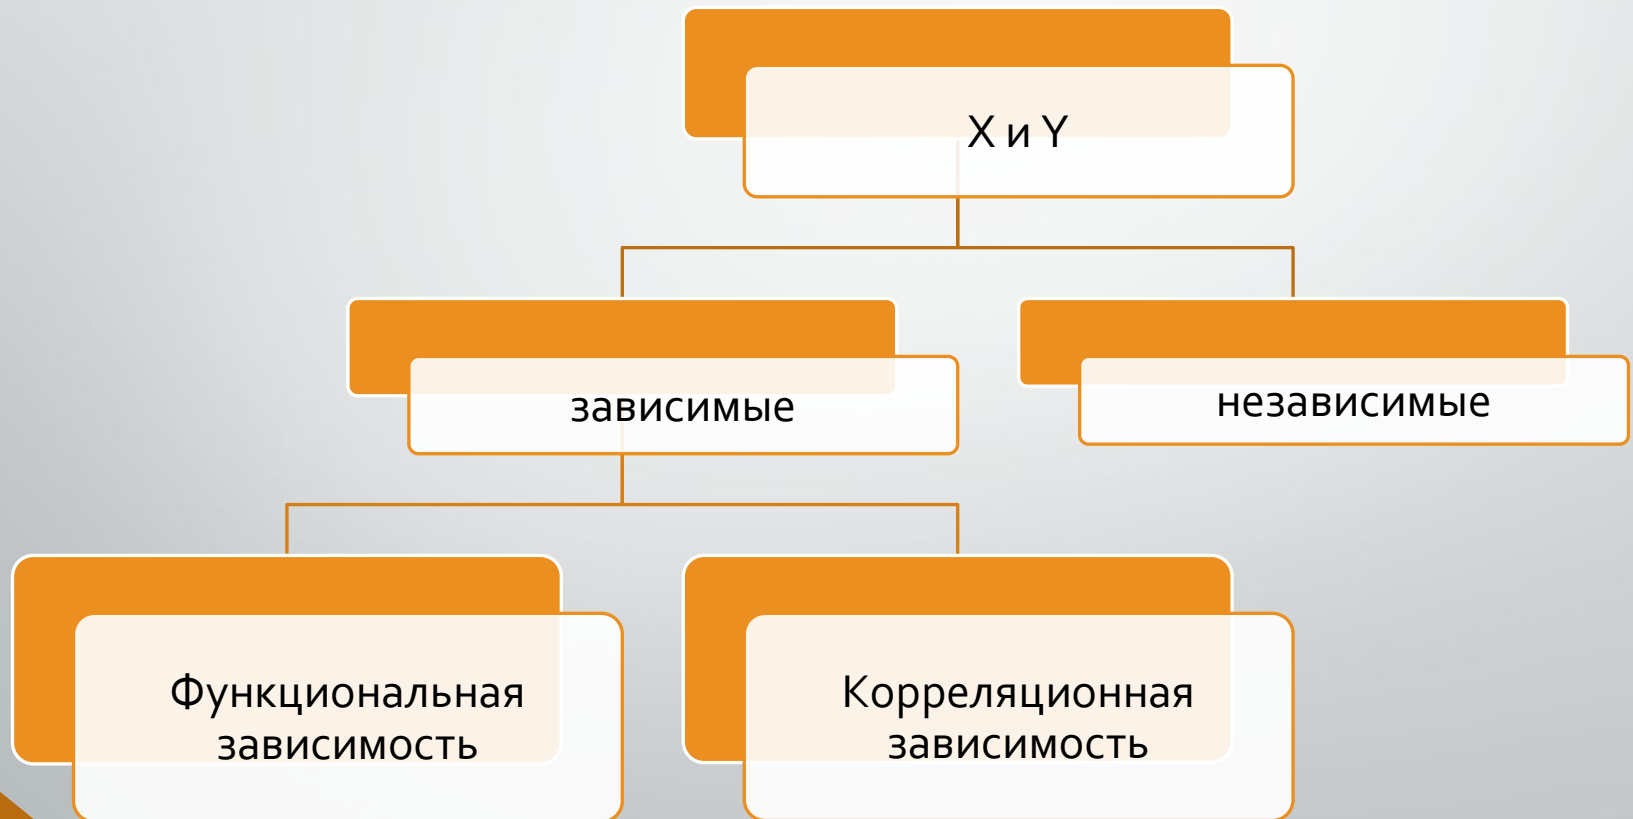 X и Y
зависимые
независимые
Функциональная
зависимость
Корреляционная
зависимость